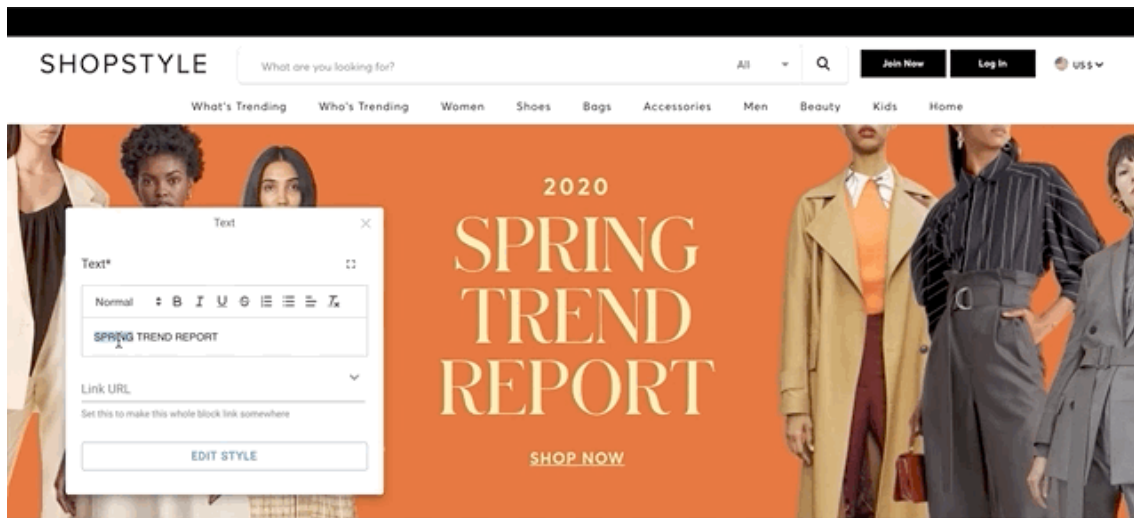 SHOPSTYLE
What are you looking for?
All
Join Now
Log In
US$
What's Trending
Who's Trending
Women
Shoes
Bags
Accessories
Men
Beauty
Kids
Home
2020
SPRING
TREND
REPORT
SHOP NOW
Text
Text*
Normal
B I U S
SPRING TREND REPORT
Link URL
Set this to make this whole block link somewhere
EDIT STYLE